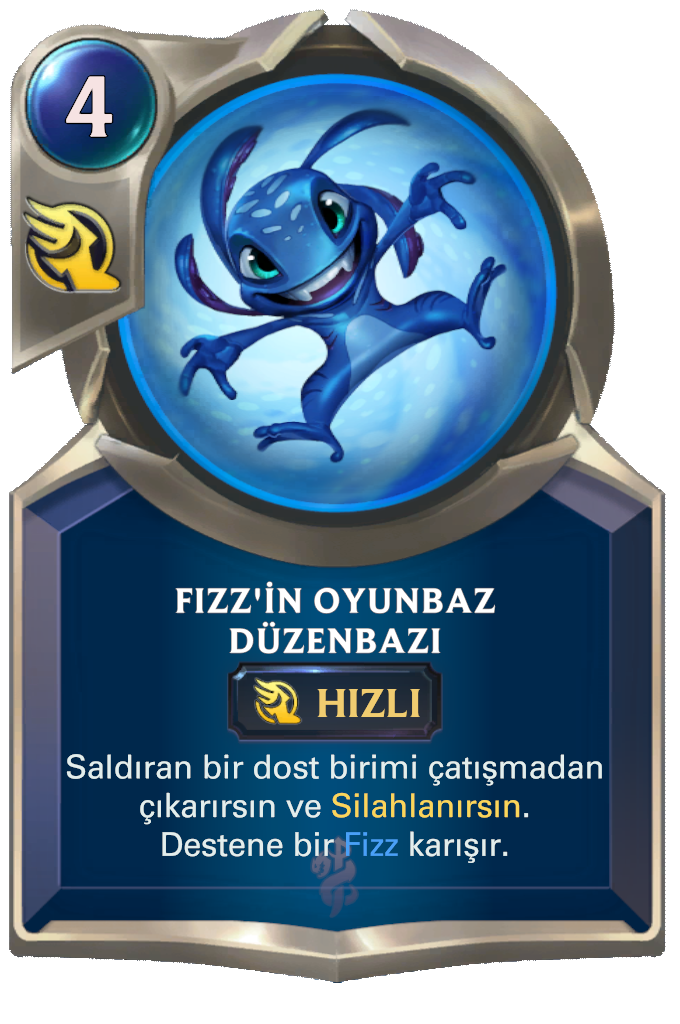 4
FIZZ'İN OYUNBAZ
DÜZENBAZI
HIZLI
Saldıran bir dost birimi çatışmadan
çıkarırsın ve Silahlanırsın.
Destene bir Fizz karışır.